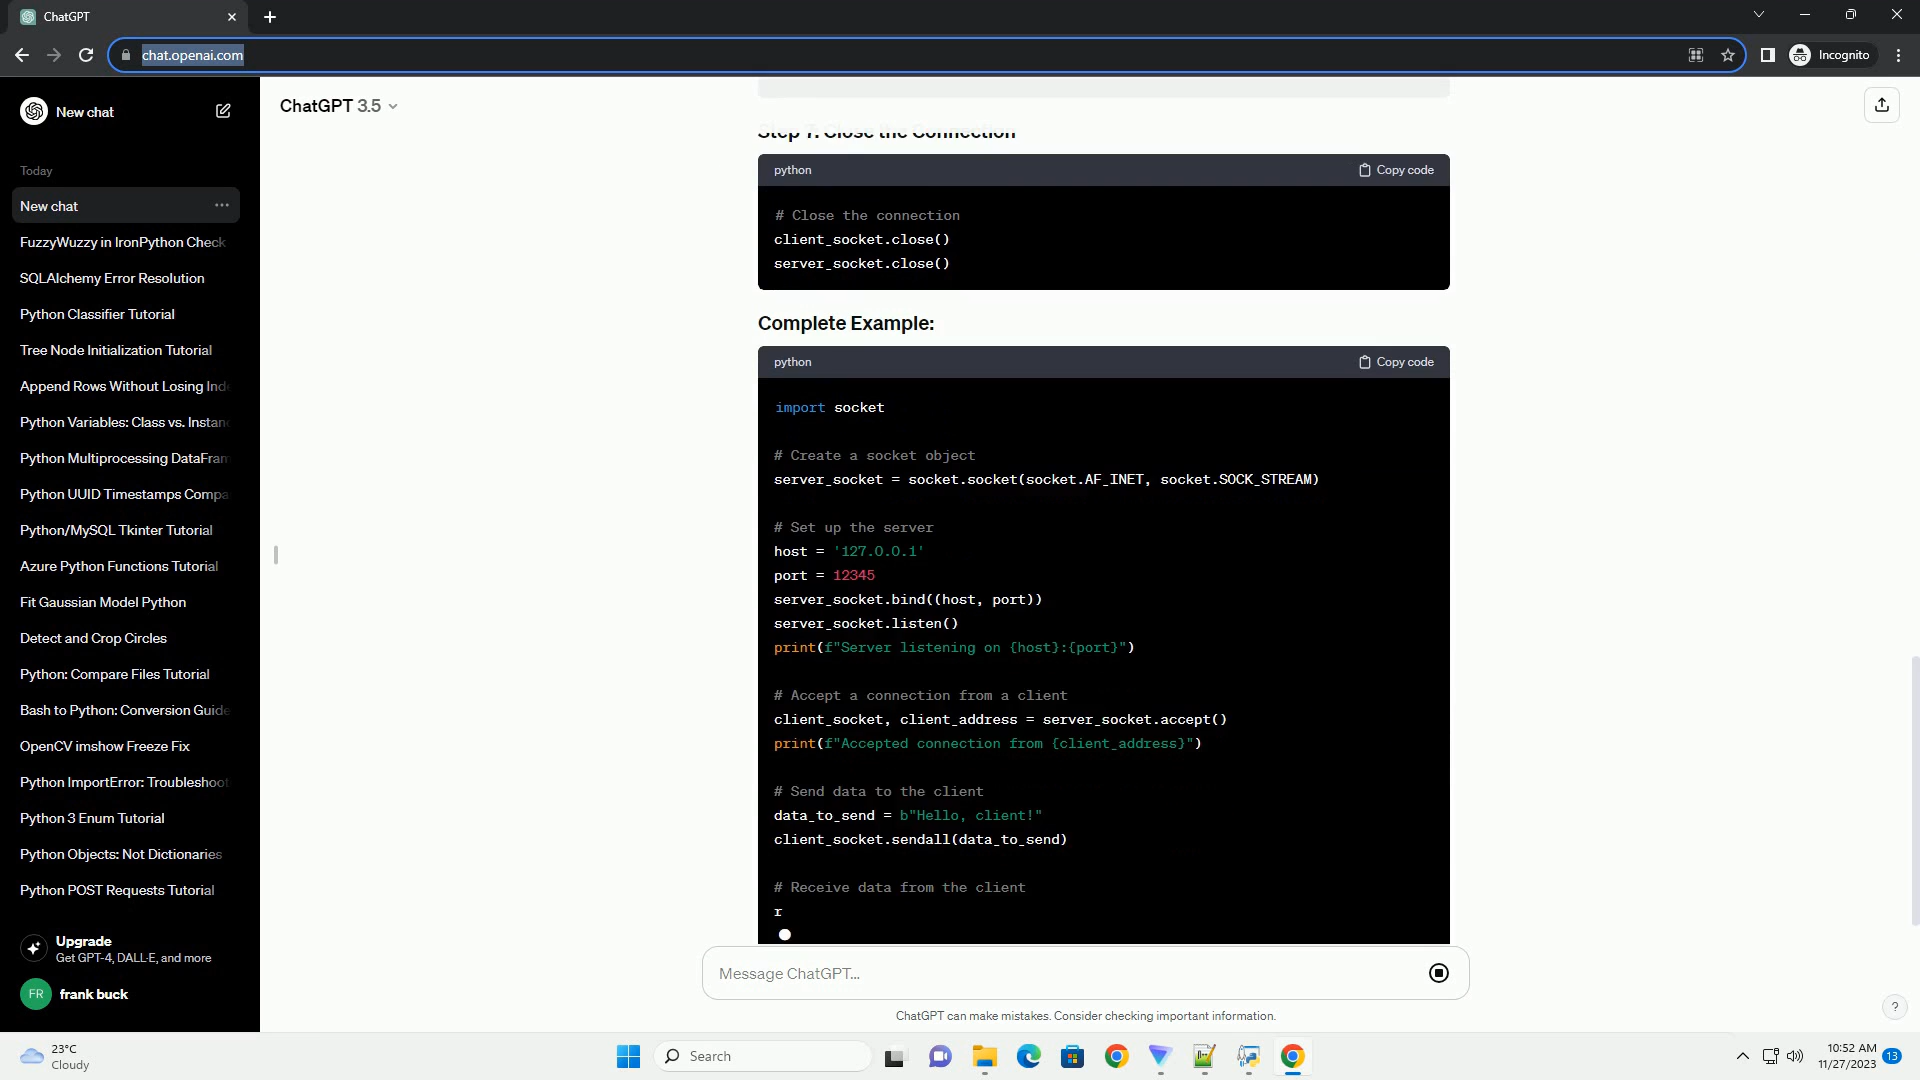 ChatGPT
chat.openai.com
Incognito
New chat
ChatGPT 3.5
Today
New chat
FuzzyWuzzy in IronPython Check
SQLAlchemy Error Resolution
Python Classifier Tutorial
Tree Node Initialization Tutorial
Append Rows Without Losing Inde
Python Variables: Class vs. Instanc
Python Multiprocessing DataFram
Python UUID Timestamps Compa
Python/MySQL Tkinter Tutorial
Azure Python Functions Tutorial
Fit Gaussian Model Python
Detect and Crop Circles
Python: Compare Files Tutorial
Bash to Python: Conversion Guide
OpenCV imshow Freeze Fix
Python ImportError: Troubleshoot
Python 3 Enum Tutorial
Python Objects: Not Dictionaries
Python POST Requests Tutorial
Upgrade
Get GPT-4, DALL·E, and more
FR frank buck
Step 7: Close the Connection
python Copy code
# Close the connection
client_socket.close()
server_socket.close()
Complete Example:
python Copy code
import socket
# Create a socket object
server_socket = socket.socket(socket.AF_INET, socket.SOCK_STREAM)
# Set up the server
host = '127.0.0.1'
port = 12345
server_socket.bind((host, port))
server_socket.listen()
print(f"Server listening on {host}:{port}")
# Accept a connection from a client
client_socket, client_address = server_socket.accept()
print(f"Accepted connection from {client_address}")
# Send data to the client
data_to_send = b"Hello, client!"
client_socket.sendall(data_to_send)
# Receive data from the client
r
Message ChatGPT...
ChatGPT can make mistakes. Consider checking important information.
?
23°C
Cloudy
Search
10:52 AM
11/27/2023
13